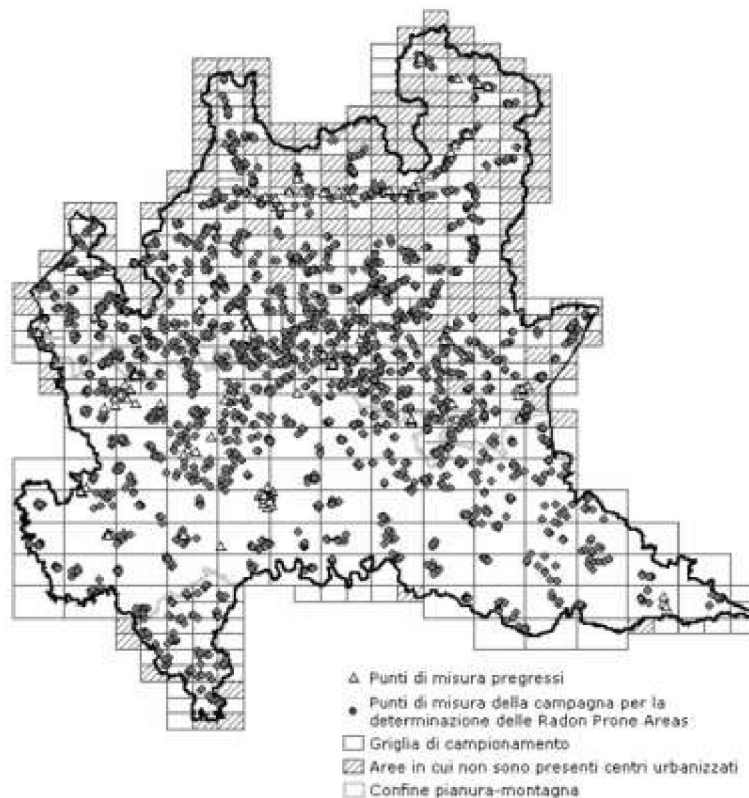 Punti di misura pregressi
Punti di misura della campagna per la
determinazione delle Radon Prone Areas
Griglia di campionamento
Aree in cui non sono presenti centri urbanizzati
Confine pianura-montagna